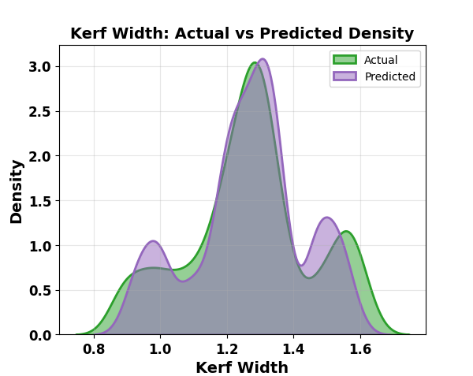 Kerf Width: Actual vs Predicted Density
Actual
Predicted
Density
3.0
2.5
2.0
1.5
1.0
0.5
0.0
0.8 1.0 1.2 1.4 1.6
Kerf Width